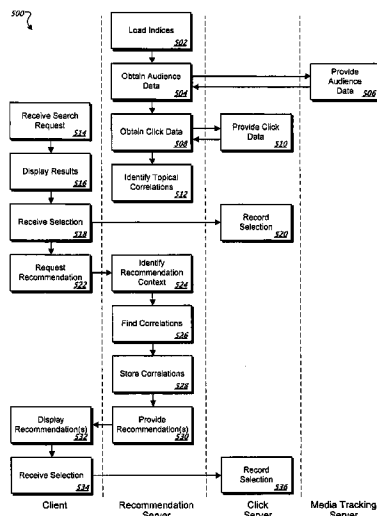 500
Load Indices
502
Obtain Audience
Data
504
Provide
Audience
Data
506
Receive Search
Request
514
Obtain Click Data
508
Provide Click
Data
510
Display Results
516
Identify Topical
Correlations
512
Receive Selection
518
Record
Selection
520
Request
Recommendation
522
Identify
Recommendation
Context
524
Find Correlations
526
Store Correlations
528
Display
Recommendation(s)
532
Provide
Recommendation(s)
530
Receive Selection
534
Record
Selection
536
Client
Recommendation
Server
Click
Server
Media Tracking
Server